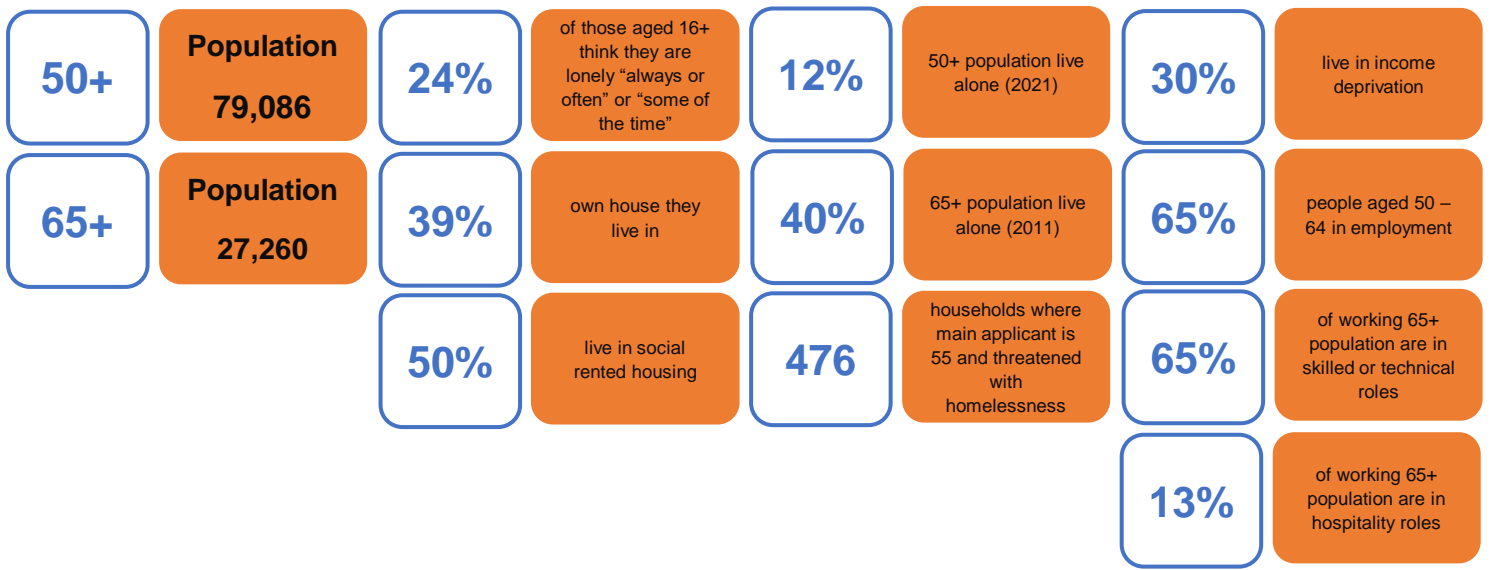 50+
Population
79,086
65+
Population
27,260
24%
of those aged 16+
think they are
lonely “always or
often” or “some of
the time”
39%
own house they
live in
50%
live in social
rented housing
12%
50+ population live
alone (2021)
40%
65+ population live
alone (2011)
476
households where
main applicant is
55 and threatened
with
homelessness
30%
live in income
deprivation
65%
people aged 50 –
64 in employment
65%
of working 65+
population are in
skilled or technical
roles
13%
of working 65+
population are in
hospitality roles